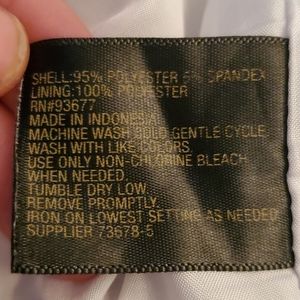 SHELL:95% POLYESTER 5% SPANDEX
LINING:100% POLYESTER
RN#93677
MADE IN INDONESIA
MACHINE WASH COLD GENTLE CYCLE.
WASH WITH LIKE COLORS.
USE ONLY NON-CHLORINE BLEACH
WHEN NEEDED.
TUMBLE DRY LOW.
REMOVE PROMPTLY.
IRON ON LOWEST SETTING AS NEEDED
SUPPLIER 73678-5